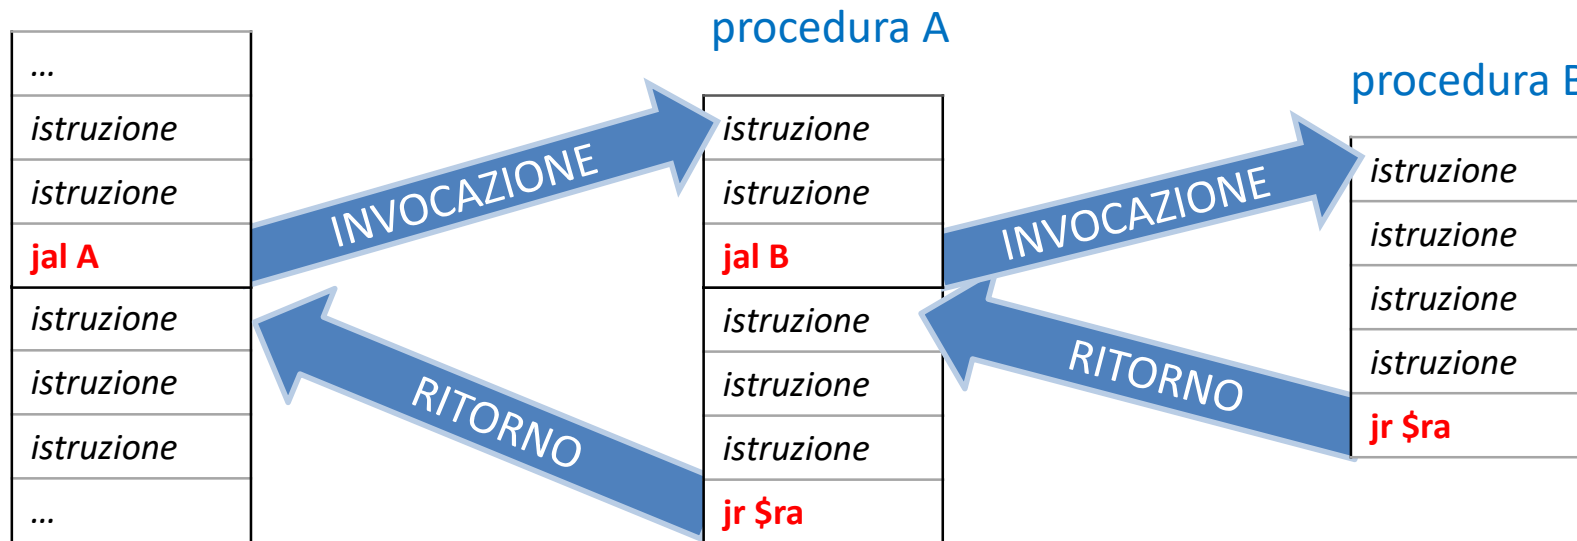 …
istruzione
istruzione
jal A
istruzione
istruzione
istruzione
…
INVOCAZIONE
RITORNO
procedura A
istruzione
istruzione
jal B
istruzione
istruzione
istruzione
jr $ra
INVOCAZIONE
RITORNO
procedura B
istruzione
istruzione
istruzione
istruzione
jr $ra